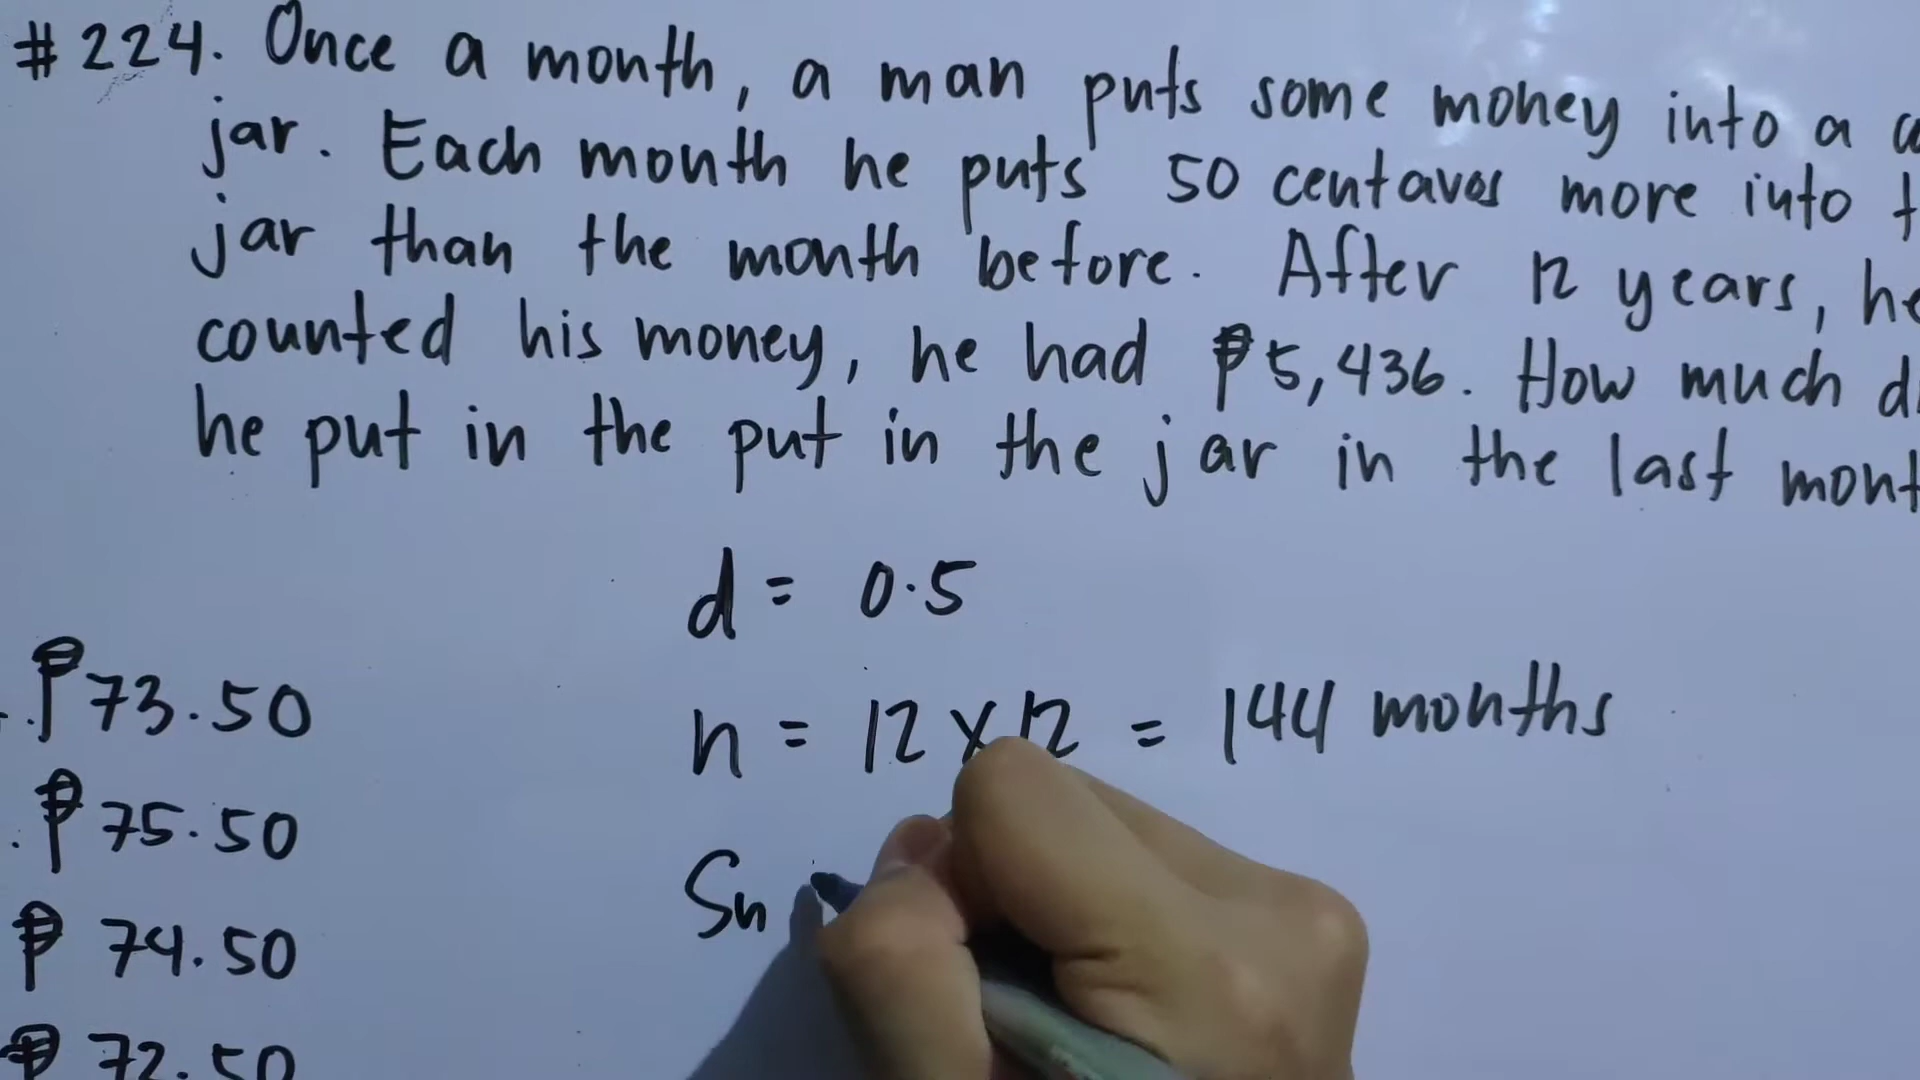 #224. Once a month, a man puts some money into a
jar. Each month he puts 50 centavos more into
jar than the month before. After 12 years, he
counted his money, he had ₱5,436. How much
he put in the put in the jar in the last
d = 0.5
n = 12 x 12 = 144 months
Sn
₱73.50
₱75.50
₱74.50
₱72.50